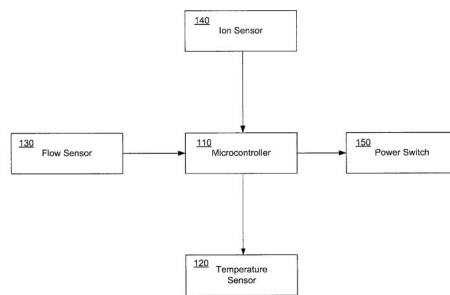 140
Ion Sensor
130
Flow Sensor
110
Microcontroller
150
Power Switch
120
Temperature
Sensor